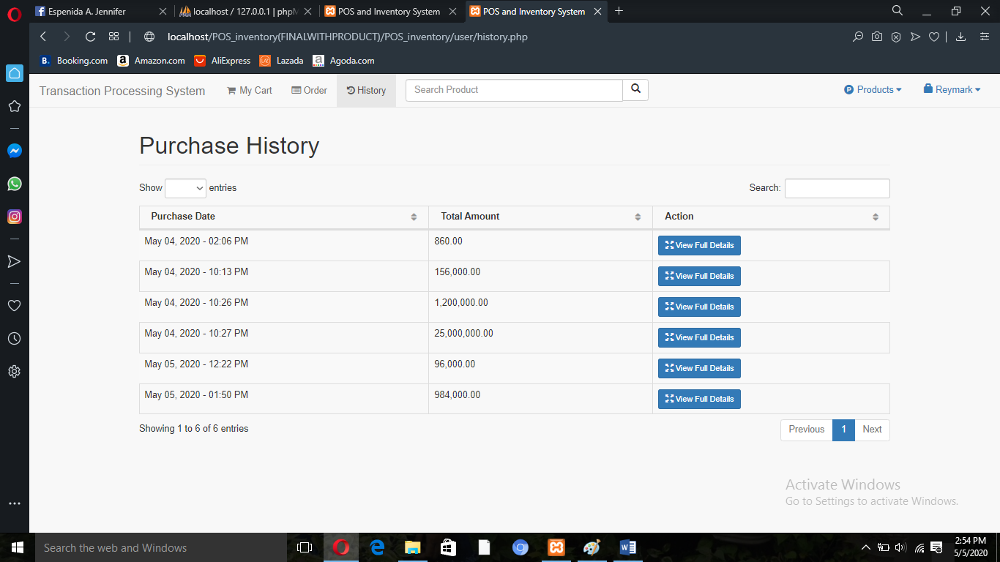 Espenida A. Jennifer
localhost / 127.0.0.1 | phpM
POS and Inventory System
POS and Inventory System
localhost/POS_inventory(FINALWITHPRODUCT)/POS_inventory/user/history.php
B. Booking.com
a Amazon.com
AliExpress
Lazada
a Agoda.com
Transaction Processing System
My Cart
Order
History
Search Product
P Products
Reymark
Purchase History
Show entries
Search:
Purchase Date Total Amount Action
May 04, 2020 - 02:06 PM 860.00 View Full Details
May 04, 2020 - 10:13 PM 156,000.00 View Full Details
May 04, 2020 - 10:26 PM 1,200,000.00 View Full Details
May 04, 2020 - 10:27 PM 25,000,000.00 View Full Details
May 05, 2020 - 12:22 PM 96,000.00 View Full Details
May 05, 2020 - 01:50 PM 984,000.00 View Full Details
Showing 1 to 6 of 6 entries
Previous 1 Next
Activate Windows
Go to Settings to activate Windows.
Search the web and Windows
2:54 PM
5/5/2020